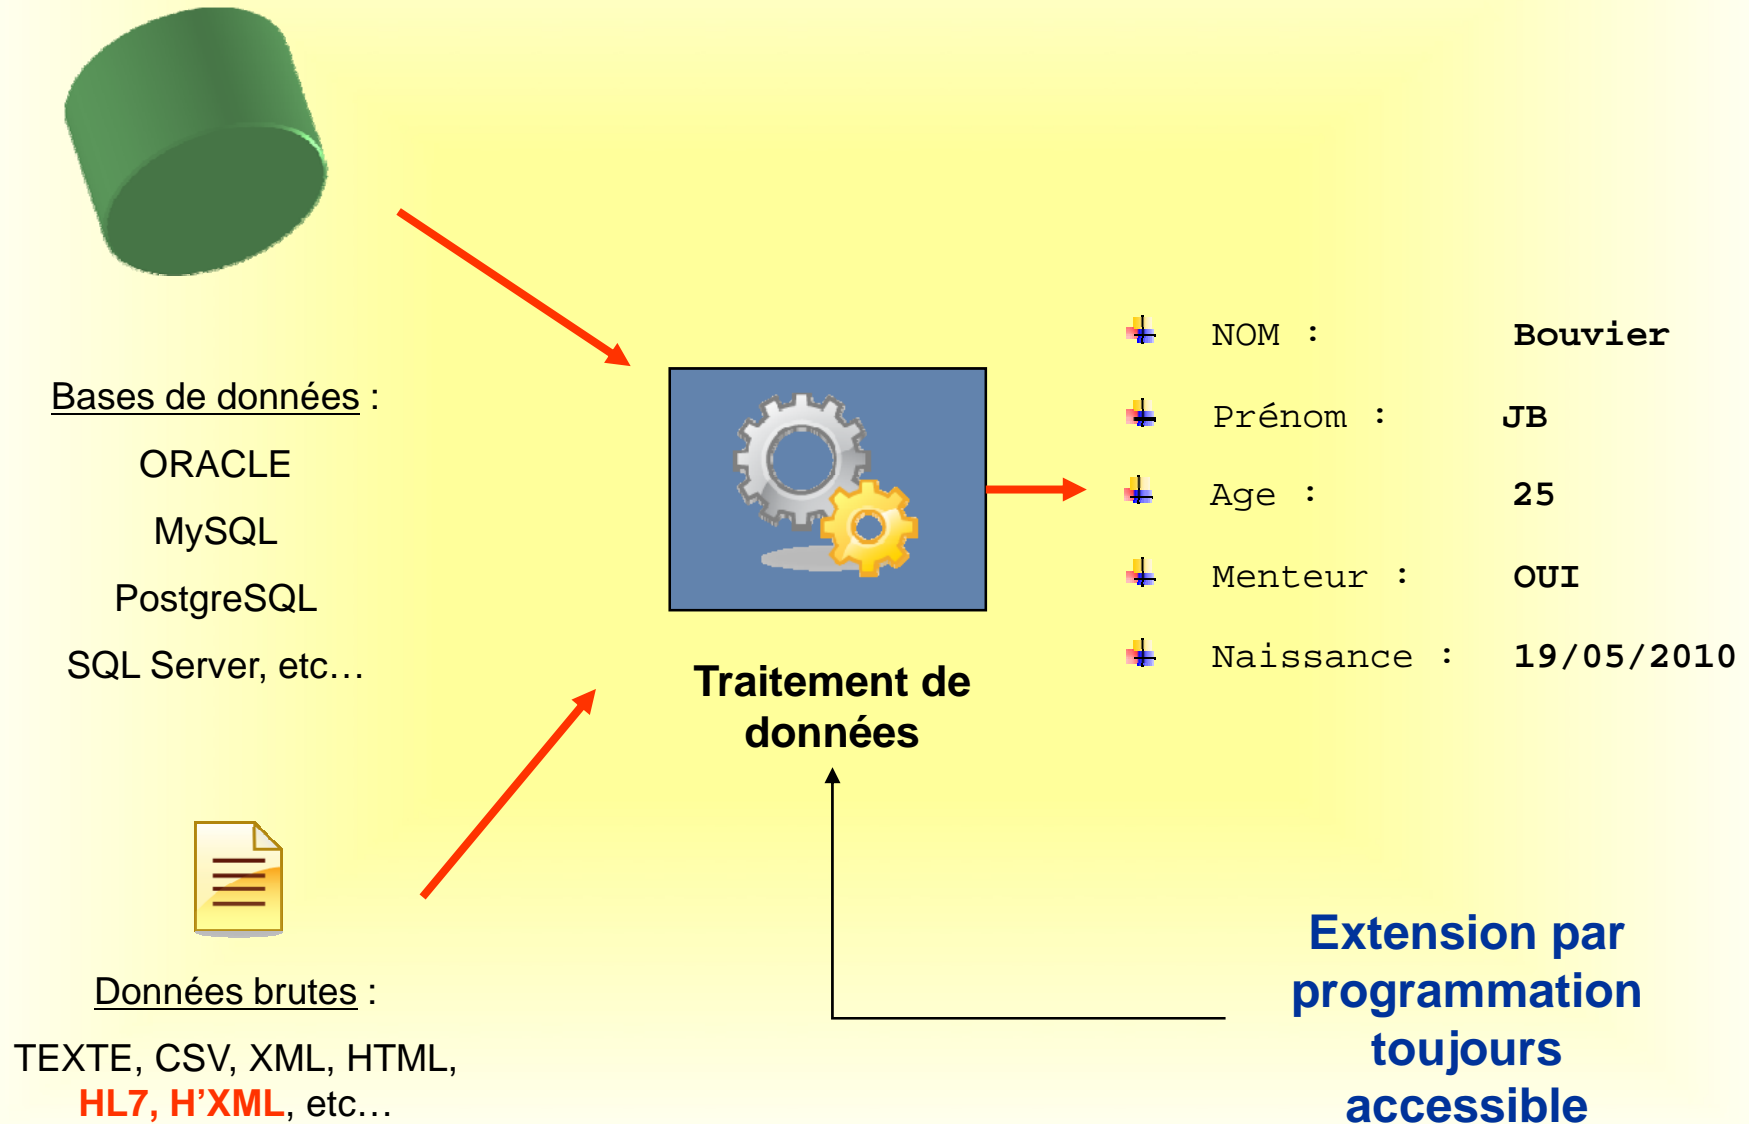 Bases de données :
ORACLE
MySQL
PostgreSQL
SQL Server, etc…
Données brutes :
TEXTE, CSV, XML, HTML,
HL7, H’XML, etc…
Traitement de
données
NOM : Bouvier
Prénom : JB
Age : 25
Menteur : OUI
Naissance : 19/05/2010
Extension par
programmation
toujours
accessible